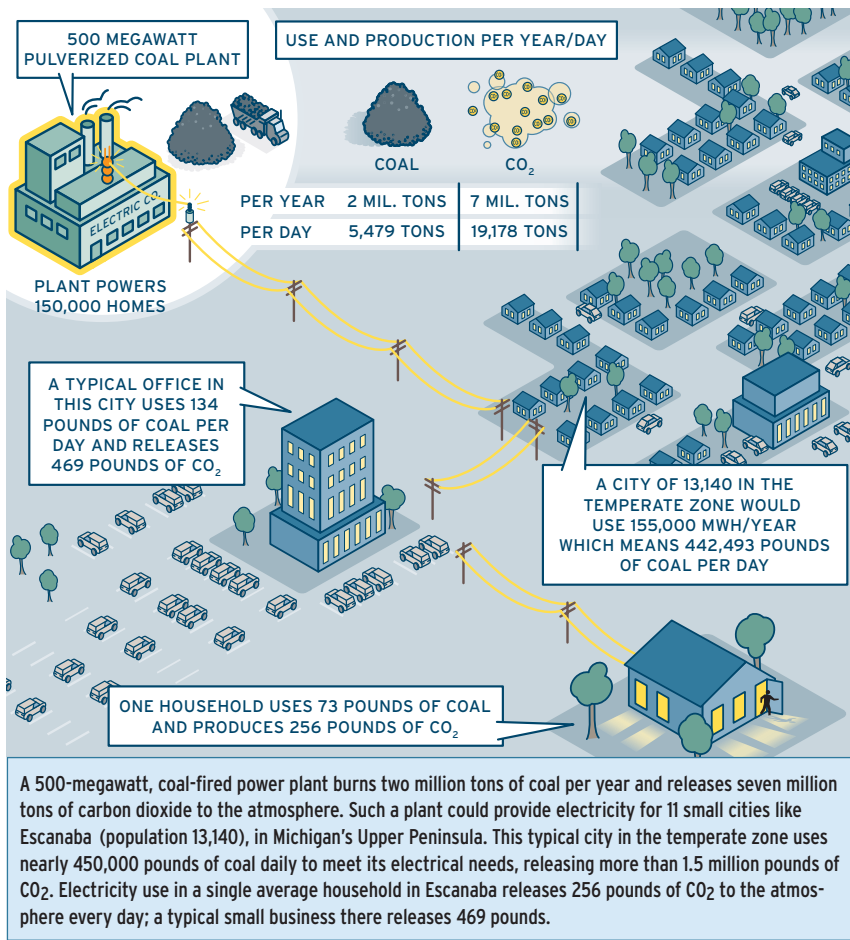 500 MEGAWATT
PULVERIZED COAL PLANT
USE AND PRODUCTION PER YEAR/DAY
COAL
CO₂
PER YEAR 2 MIL. TONS 7 MIL. TONS
PER DAY 5,479 TONS 19,178 TONS
ELECTRIC CO.
PLANT POWERS
150,000 HOMES
A TYPICAL OFFICE IN
THIS CITY USES 134
POUNDS OF COAL PER
DAY AND RELEASES
469 POUNDS OF CO₂
A CITY OF 13,140 IN THE
TEMPERATE ZONE WOULD
USE 155,000 MWH/YEAR
WHICH MEANS 442,493 POUNDS
OF COAL PER DAY
ONE HOUSEHOLD USES 73 POUNDS OF COAL
AND PRODUCES 256 POUNDS OF CO₂
A 500-megawatt, coal-fired power plant burns two million tons of coal per year and releases seven million
tons of carbon dioxide to the atmosphere. Such a plant could provide electricity for 11 small cities like
Escanaba (population 13,140), in Michigan's Upper Peninsula. This typical city in the temperate zone uses
nearly 450,000 pounds of coal daily to meet its electrical needs, releasing more than 1.5 million pounds of
CO₂. Electricity use in a single average household in Escanaba releases 256 pounds of CO₂ to the atmos-
phere every day; a typical small business there releases 469 pounds.